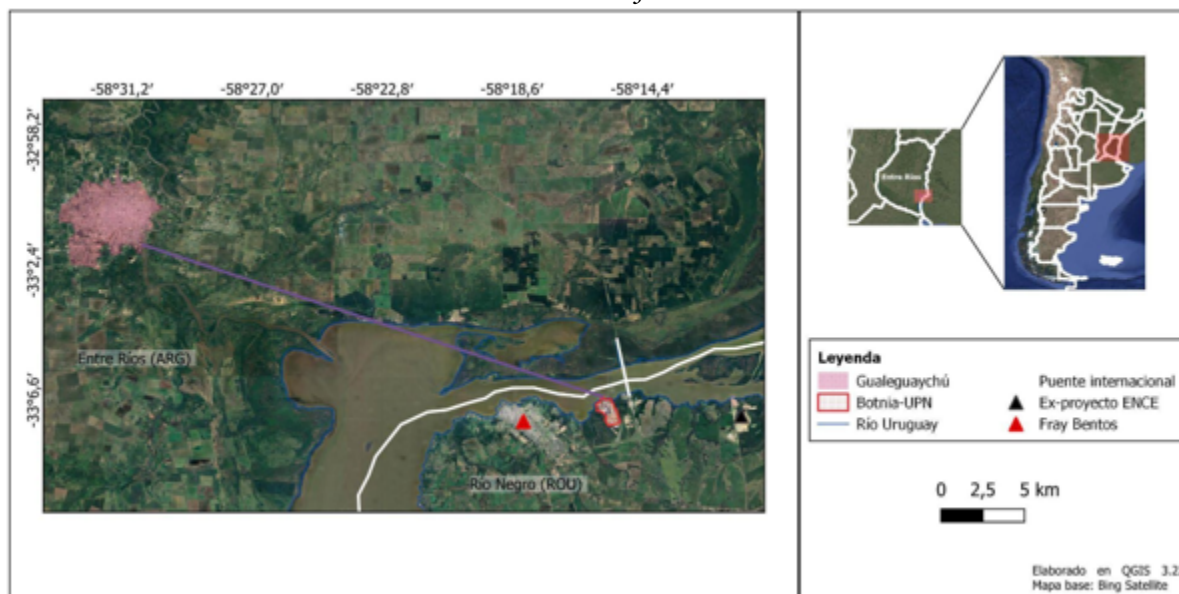 -58°31,2' -58°27,0' -58°22,8' -58°18,6' -58°14,4'
-32°58,2'
-33°2,4'
-33°6,6'
Entre Ríos (ARG)
Río Negro (ROU)
Entre Ríos
Leyenda
Gualeguaychú
Botnia-UPN
Río Uruguay
Puente internacional
Ex-proyecto ENCE
Fray Bentos
0 2,5 5 km
Elaborado en QGIS 3.2
Mapa base: Bing Satellite